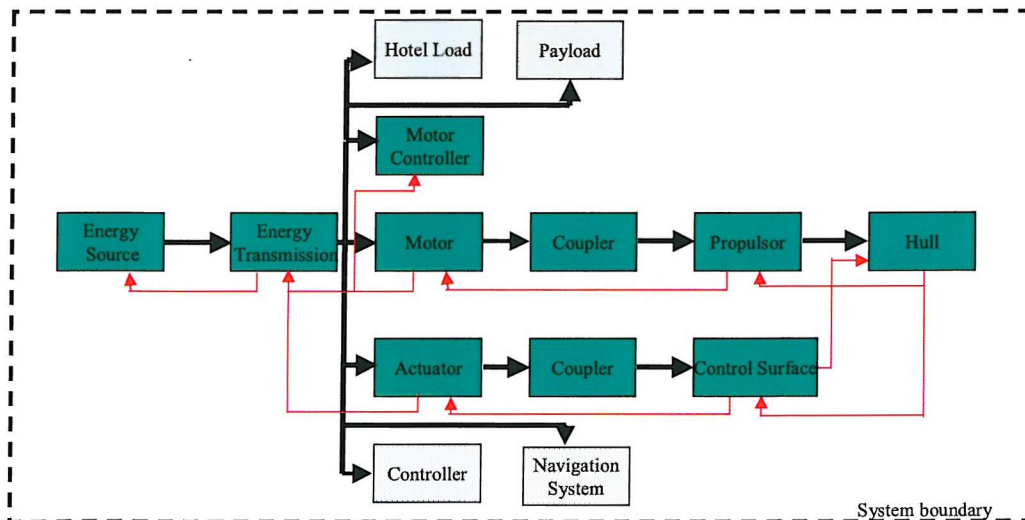 Hotel Load
Payload
Motor
Controller
Energy
Source
Energy
Transmission
Motor
Coupler
Propulsor
Hull
Actuator
Coupler
Control Surface
Controller
Navigation
System
System boundary